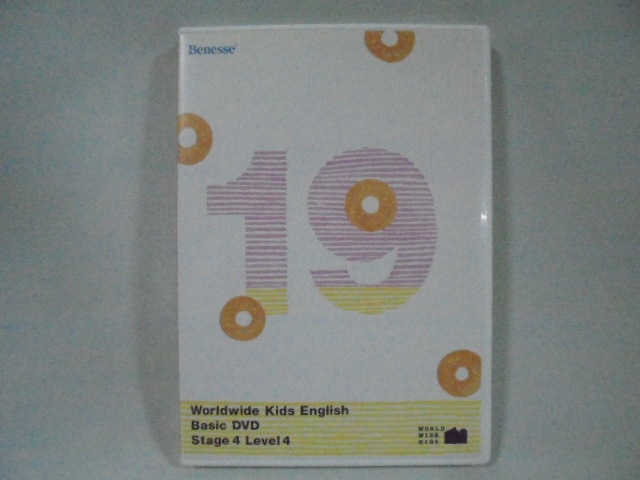 Benesse
19
Worldwide Kids English
Basic DVD
Stage 4 Level 4
WORLD
WIDE
KIDS